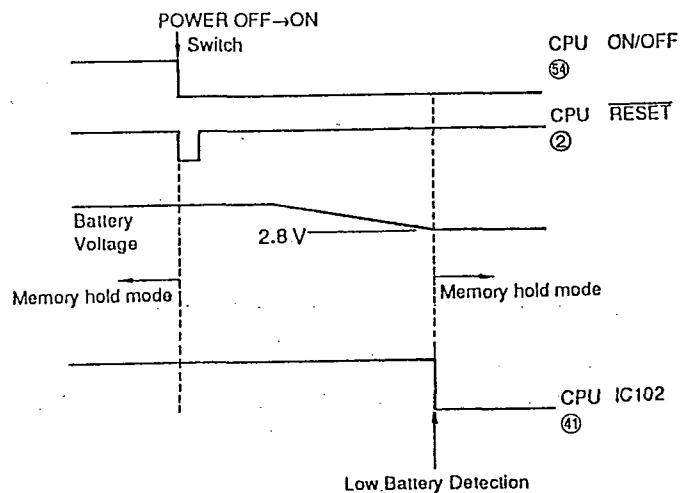 POWER OFF→ON
Switch
CPU ON/OFF
54
CPU RESET
2
Battery
Voltage
2.8 V
Memory hold mode
Memory hold mode
CPU IC102
41
Low Battery Detection